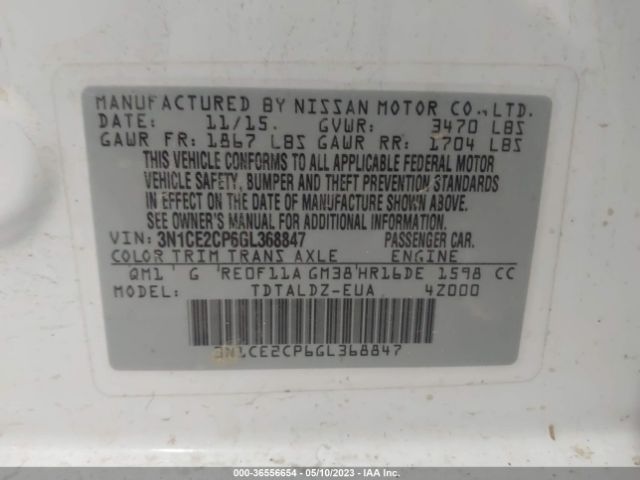 MANUFACTURED BY NISSAN MOTOR CO.,LTD.
DATE: 11/15. GVWR: 3470 LBS
GAWR FR: 1867 LBS GAWR RR: 1704 LBS
THIS VEHICLE CONFORMS TO ALL APPLICABLE FEDERAL MOTOR
VEHICLE SAFETY, BUMPER AND THEFT PREVENTION STANDARDS
IN EFFECT ON THE DATE OF MANUFACTURE SHOWN ABOVE.
SEE OWNER'S MANUAL FOR ADDITIONAL INFORMATION.
VIN: 3N1CE2CP6GL368847 PASSENGER CAR.
COLOR TRIM TRANS AXLE ENGINE
QM1 G RE0F11A GM38 HR16DE 1598 CC
MODEL: TDTALDZ-EUA 4Z000
3N1CE2CP6GL368847
000-36556654 / 05/10/2023 / IAAI.COM